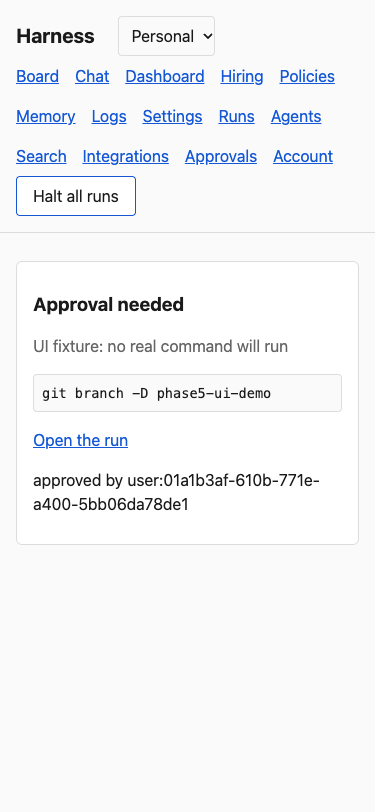 Harness Personal
Board Chat Dashboard Hiring Policies
Memory Logs Settings Runs Agents
Search Integrations Approvals Account
Halt all runs
Approval needed
UI fixture: no real command will run
git branch -D phase5-ui-demo
Open the run
approved by user:01a1b3af-610b-771e-
a400-5bb06da78de1